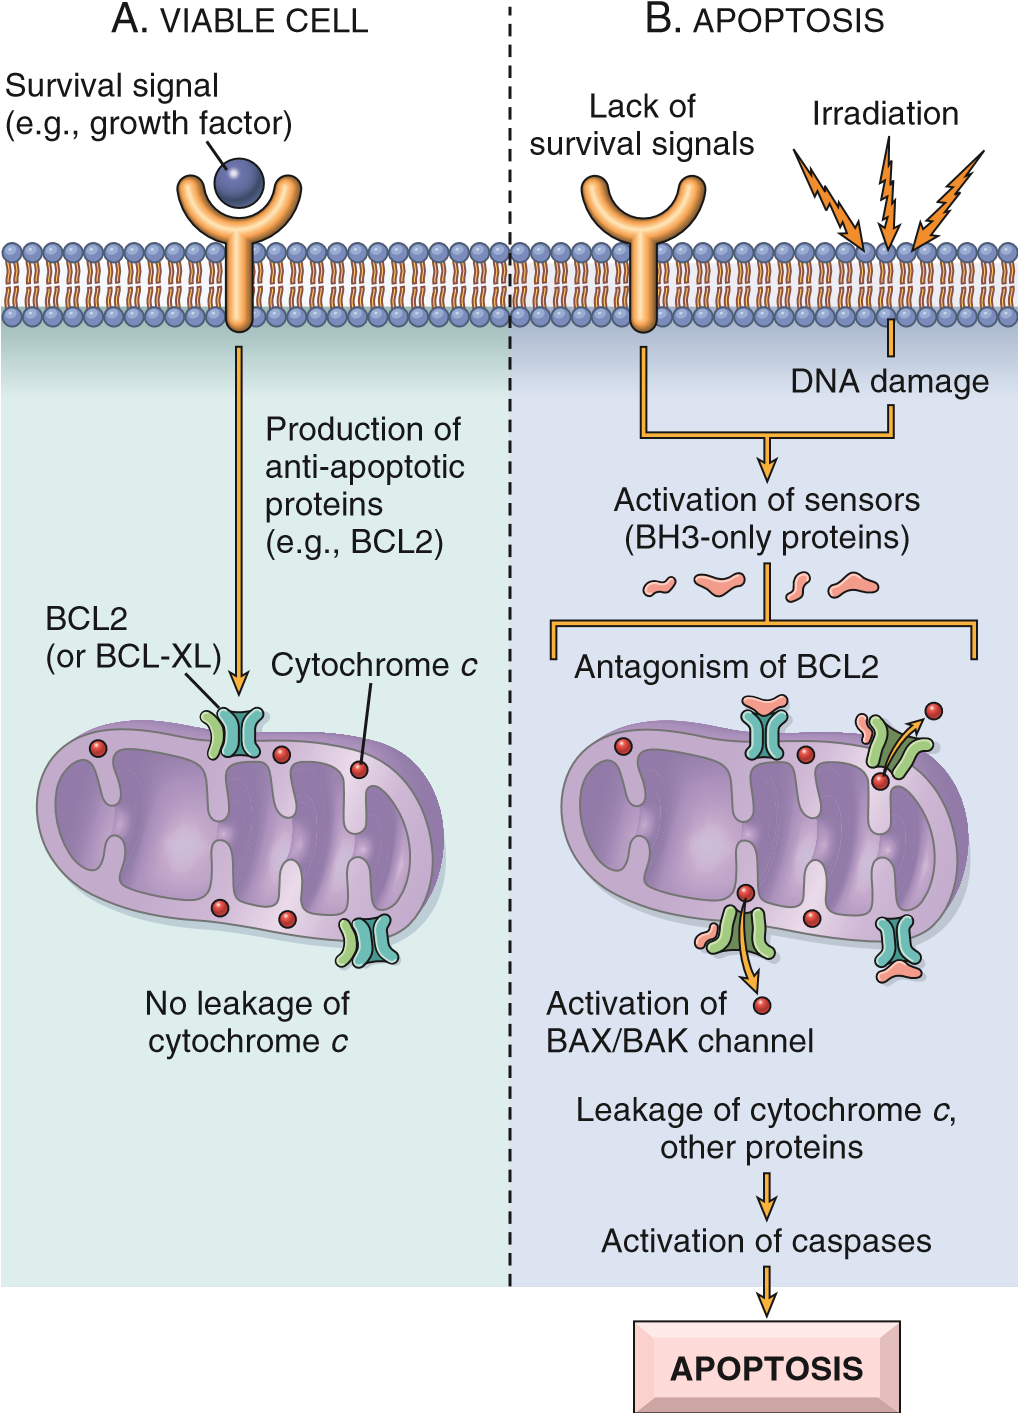 A. VIABLE CELL
Survival signal
(e.g., growth factor)
Production of
anti-apoptotic
proteins
(e.g., BCL2)
BCL2
(or BCL-XL)
Cytochrome c
No leakage of
cytochrome c
B. APOPTOSIS
Lack of
survival signals
Irradiation
DNA damage
Activation of sensors
(BH3-only proteins)
Antagonism of BCL2
Activation of
BAX/BAK channel
Leakage of cytochrome c,
other proteins
Activation of caspases
APOPTOSIS